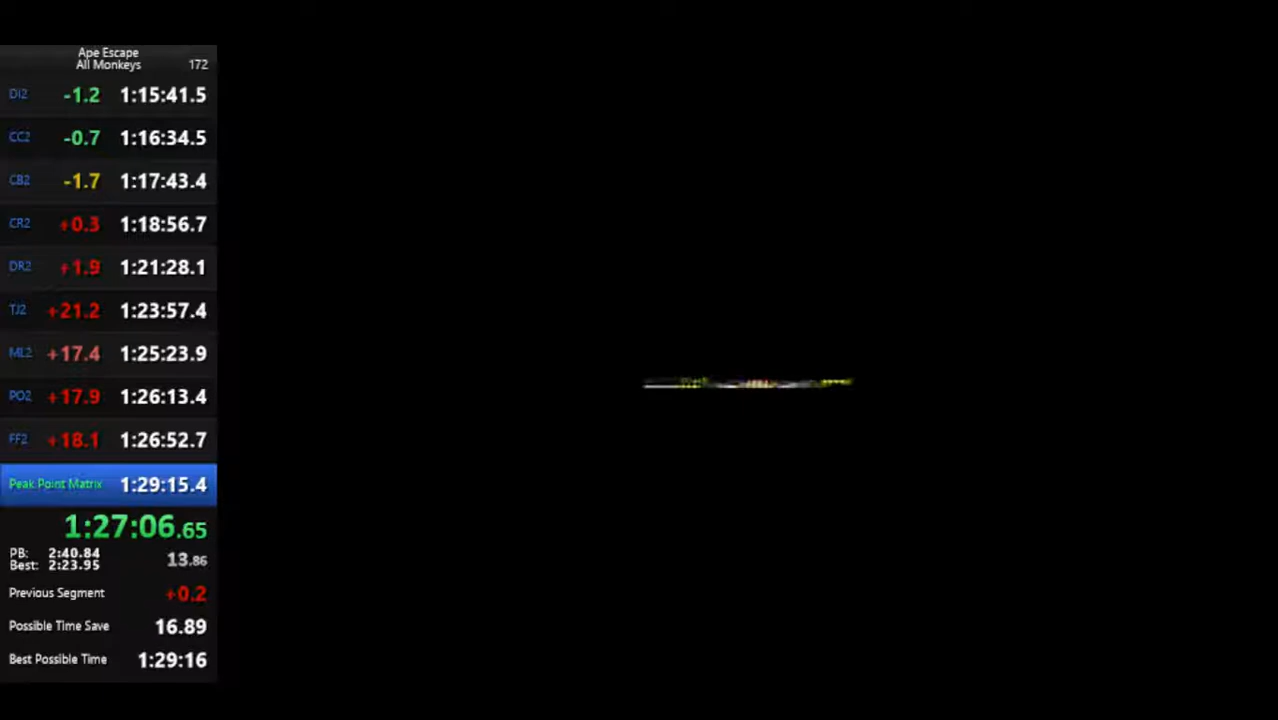 Ape Escape
All Monkeys 172
DI2 -1.2 1:15:41.5
CC2 -0.7 1:16:34.5
CB2 -1.7 1:17:43.4
CR2 +0.3 1:18:56.7
DR2 +1.9 1:21:28.1
TJ2 +21.2 1:23:57.4
ML2 +17.4 1:25:23.9
PO2 +17.9 1:26:13.4
FF2 +18.1 1:26:52.7
Peak Point Matrix 1:29:15.4
1:27:06.65
PB: 2:40.84 13.86
Best: 2:23.95
Previous Segment +0.2
Possible Time Save 16.89
Best Possible Time 1:29:16